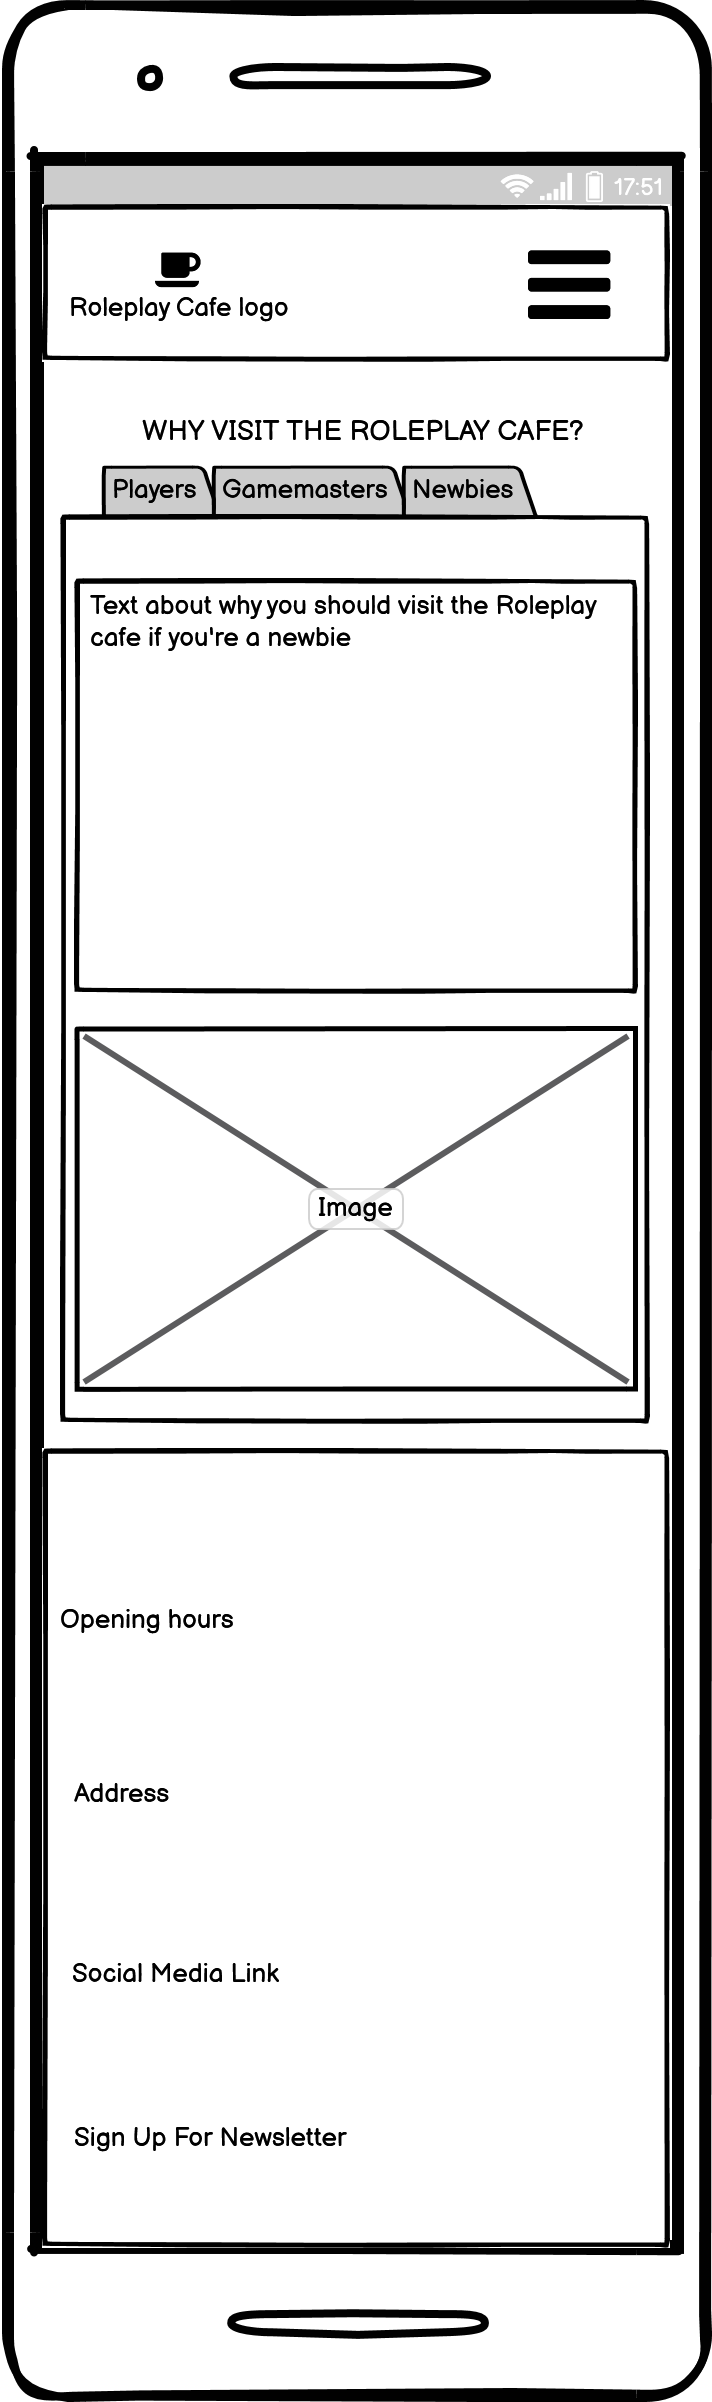 17:51
Roleplay Cafe logo
WHY VISIT THE ROLEPLAY CAFE?
Players Gamemasters Newbies
Text about why you should visit the Roleplay
cafe if you're a newbie
Image
Opening hours
Address
Social Media Link
Sign Up For Newsletter